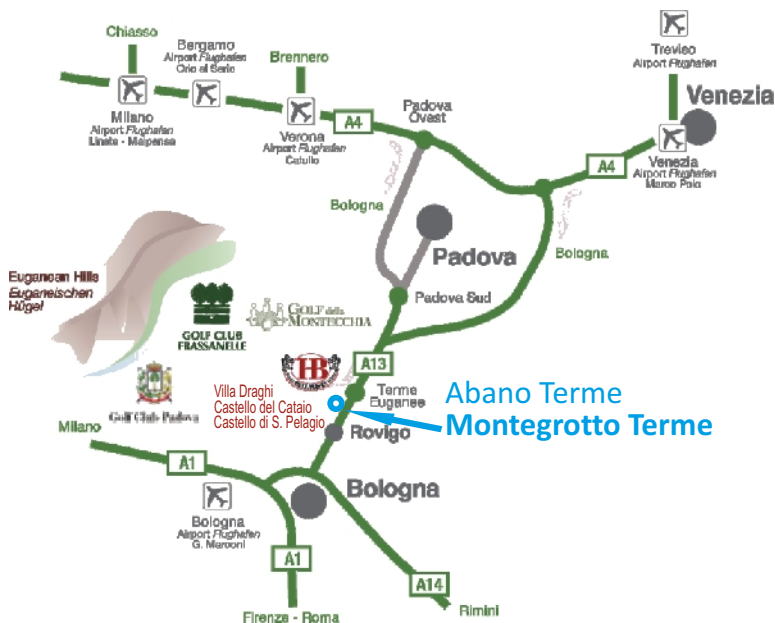 Chiasso
Bergamo
Airport Flughafen
Orio al Serio
Brennero
Treviso
Airport Flughafen
Venezia
Milano
Airport Flughafen
Linate - Malpensa
Verona
Airport Flughafen
Catullo
A4
Padova
Ovest
A4
Venezia
Airport Flughafen
Marco Polo
Bologna
Bologna
Padova
Padova Sud
Euganean Hills
Euganeischen
Hügel
GOLF CLUB
FRASSANELLE
GOLF della
MONTECCHIA
HB
A13
Terme
Euganee
Golf Club Padova
Villa Draghi
Castello del Cataio
Castello di S. Pelagio
Abano Terme
Montegrotto Terme
Rovigo
Milano
A1
Bologna
Bologna
Airport Flughafen
G. Marconi
A1
A14
Firenze - Roma
Rimini